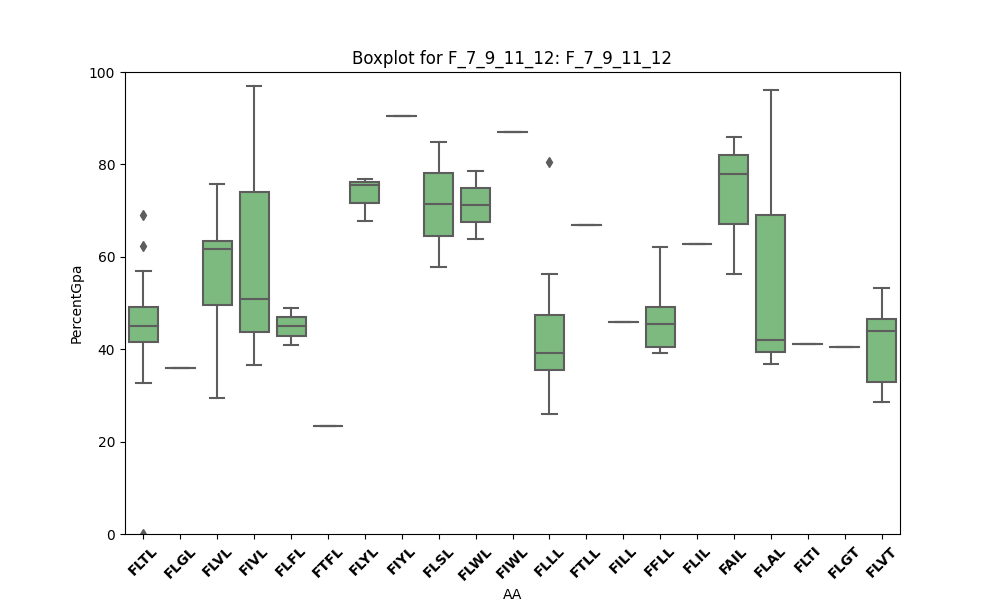 Boxplot for F_7_9_11_12: F_7_9_11_12
PercentGpa
100
80
60
40
20
0
FLTL
FLGL
FLVL
FIVL
FLFL
FTFL
FLYL
FIYL
FLSL
FLWL
FIWL
FLLL
FTLL
FILL
FFLL
FLIL
FAIL
FLAL
FLTI
FLGT
FLVT
AA